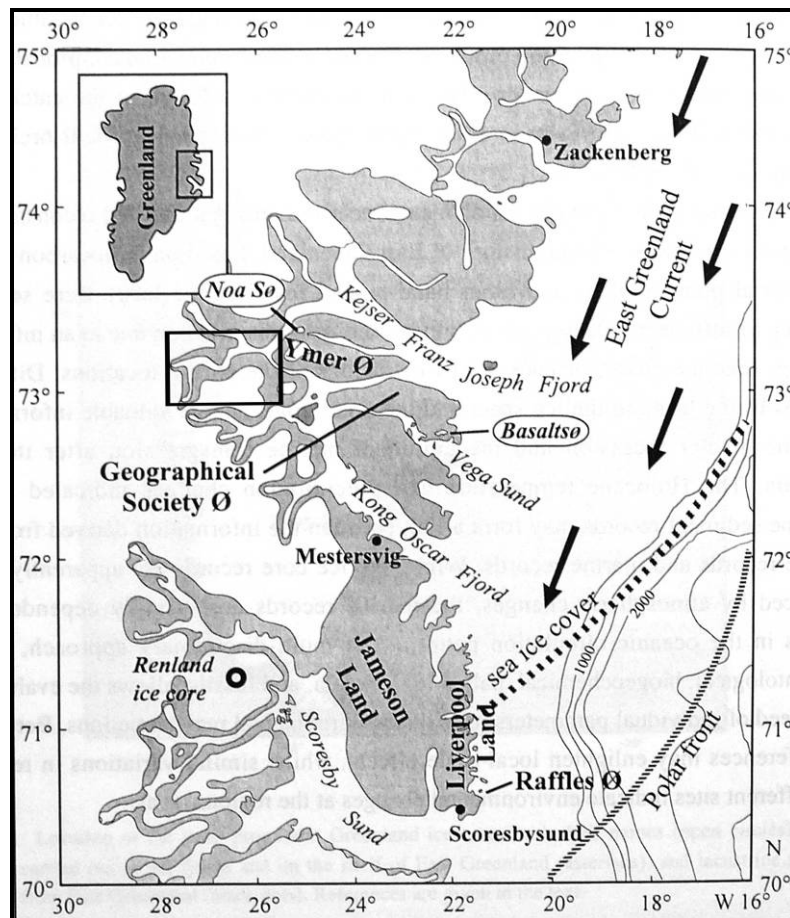 30° 28° 26° 24° 22° 20° 18° 16°
75° 75°
Greenland
Zackenberg
74° 74°
East Greenland
Current
Noa Sø
Kejser Franz Joseph Fjord
Ymer Ø
73° 73°
Basaltsø
Vega Sund
Geographical
Society Ø
Kong Oscar Fjord
72° 72°
Mestersvig
sea ice cover
1000
2000
Renland
ice core
Jameson
Land
Liverpool
Land
71° 71°
Scoresby
Sund
Raffles Ø
Polar front
Scoresbysund
N
70° 70°
28° 26° 24° 22° 20° 18° W 16°